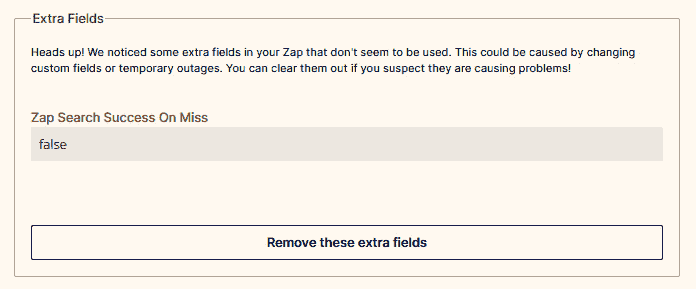 Extra Fields
Heads up! We noticed some extra fields in your Zap that don't seem to be used. This could be caused by changing
custom fields or temporary outages. You can clear them out if you suspect they are causing problems!
Zap Search Success On Miss
false
Remove these extra fields